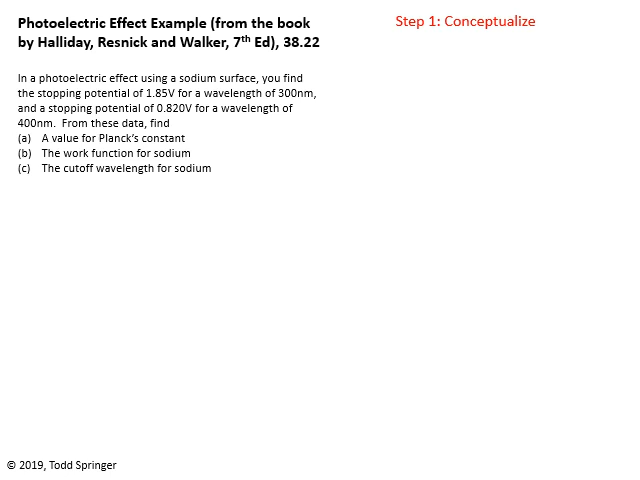 Photoelectric Effect Example (from the book
by Halliday, Resnick and Walker, 7th Ed), 38.22
Step 1: Conceptualize
In a photoelectric effect using a sodium surface, you find
the stopping potential of 1.85V for a wavelength of 300nm,
and a stopping potential of 0.820V for a wavelength of
400nm.  From these data, find
(a) A value for Planck's constant
(b) The work function for sodium
(c) The cutoff wavelength for sodium
© 2019, Todd Springer